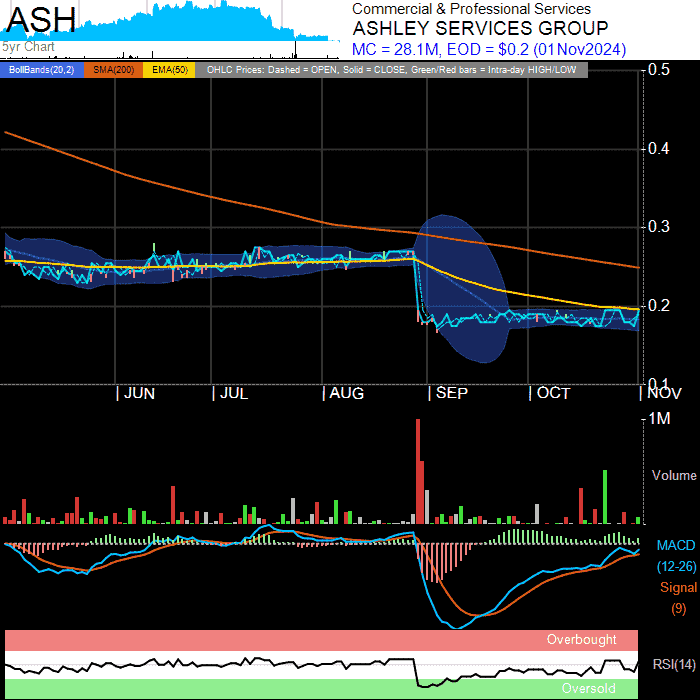 ASH
5yr Chart
Commercial & Professional Services
ASHLEY SERVICES GROUP
MC = 28.1M, EOD = $0.2 (01Nov2024)
BollBands(20,2) SMA(200) EMA(50) OHLC Prices: Dashed = OPEN, Solid = CLOSE, Green/Red bars = Intra-day HIGH/LOW
0.5
0.4
0.3
0.2
0.1
JUN JUL AUG SEP OCT NOV
1M
Volume
MACD
(12-26)
Signal
(9)
Overbought
RSI(14)
Oversold